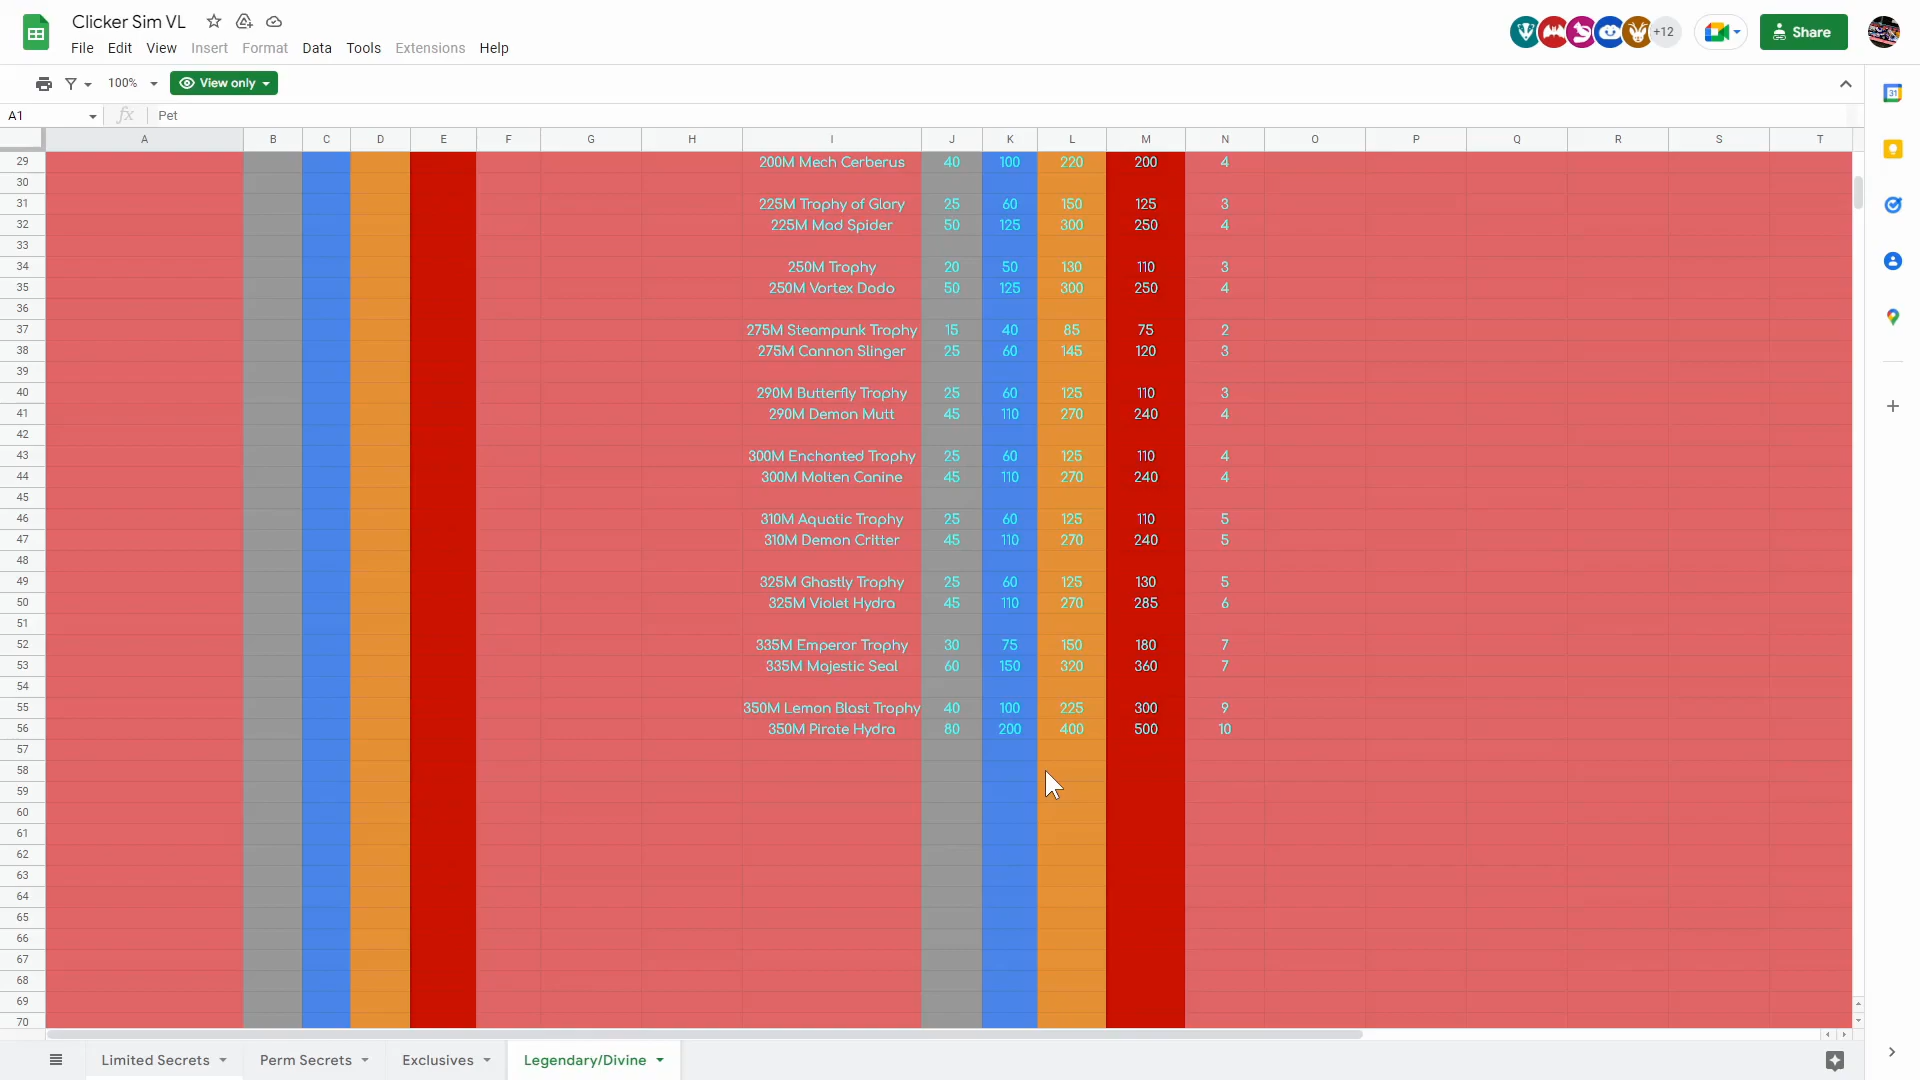 Clicker Sim VL
File Edit View Insert Format Data Tools Extensions Help
+12
Share
100%
View only
A1 fx Pet
31
A B C D E F G H I J K L M N O P Q R S T
29 200M Mech Cerberus 40 100 220 200 4
30
31 225M Trophy of Glory 25 60 150 125 3
32 225M Mad Spider 50 125 300 250 4
33
34 250M Trophy 20 50 130 110 3
35 250M Vortex Dodo 50 125 300 250 4
36
37 275M Steampunk Trophy 15 40 85 75 2
38 275M Cannon Slinger 25 60 145 120 3
39
40 290M Butterfly Trophy 25 60 125 110 3
41 290M Demon Mutt 45 110 270 240 4
42
43 300M Enchanted Trophy 25 60 125 110 4
44 300M Molten Canine 45 110 270 240 4
45
46 310M Aquatic Trophy 25 60 125 110 5
47 310M Demon Critter 45 110 270 240 5
48
49 325M Ghastly Trophy 25 60 125 130 5
50 325M Violet Hydra 45 110 270 285 6
51
52 335M Emperor Trophy 30 75 150 180 7
53 335M Majestic Seal 60 150 320 360 7
54
55 350M Lemon Blast Trophy 40 100 225 300 9
56 350M Pirate Hydra 80 200 400 500 10
57
58
59
60
61
62
63
64
65
66
67
68
69
70
Limited Secrets Perm Secrets Exclusives Legendary/Divine